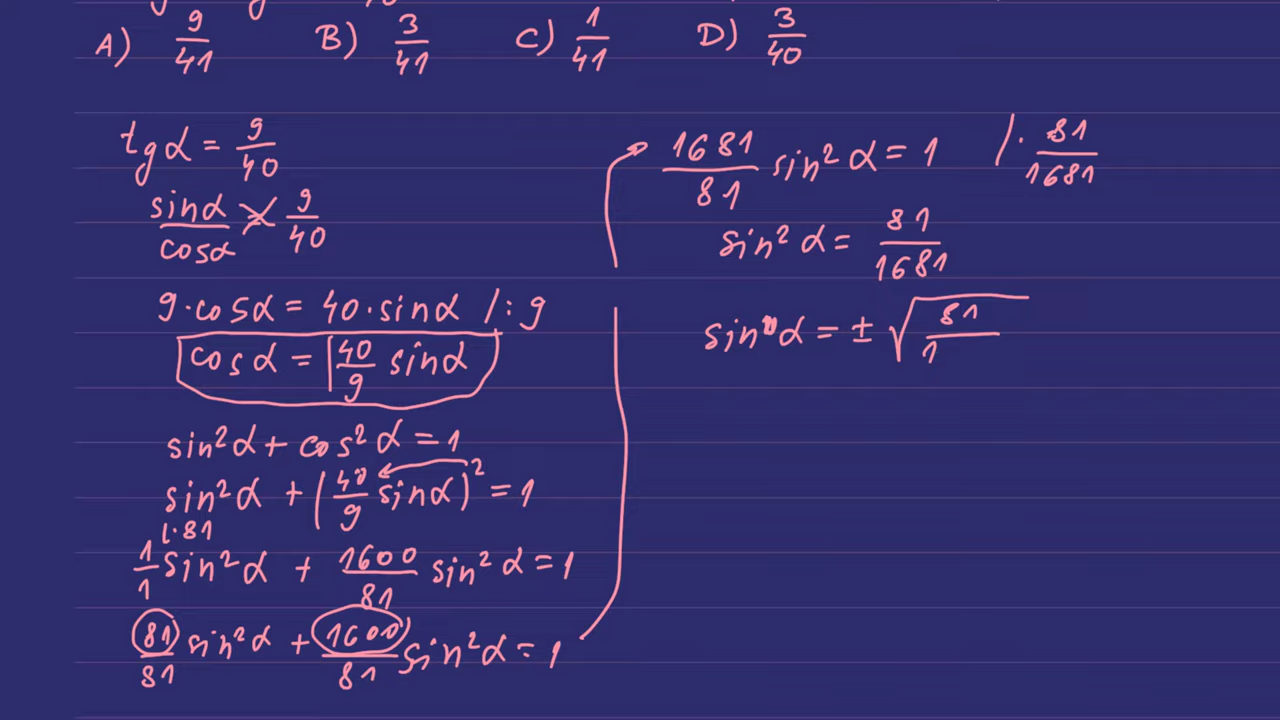 A) 9/41 B) 3/41 C) 1/41 D) 3/40
tgα = 9/40
sinα/cosα = 9/40
9·cosα = 40·sinα /:9
cosα = 40/9 sinα
sin²α + cos²α = 1
sin²α + (40/9 sinα)² = 1
(·81
1/1 sin²α + 1600/81 sin²α = 1
81/81 sin²α + 1600/81 sin²α = 1
1681/81 sin²α = 1 /· 81/1681
sin²α = 81/1681
sin α = ± √81/1